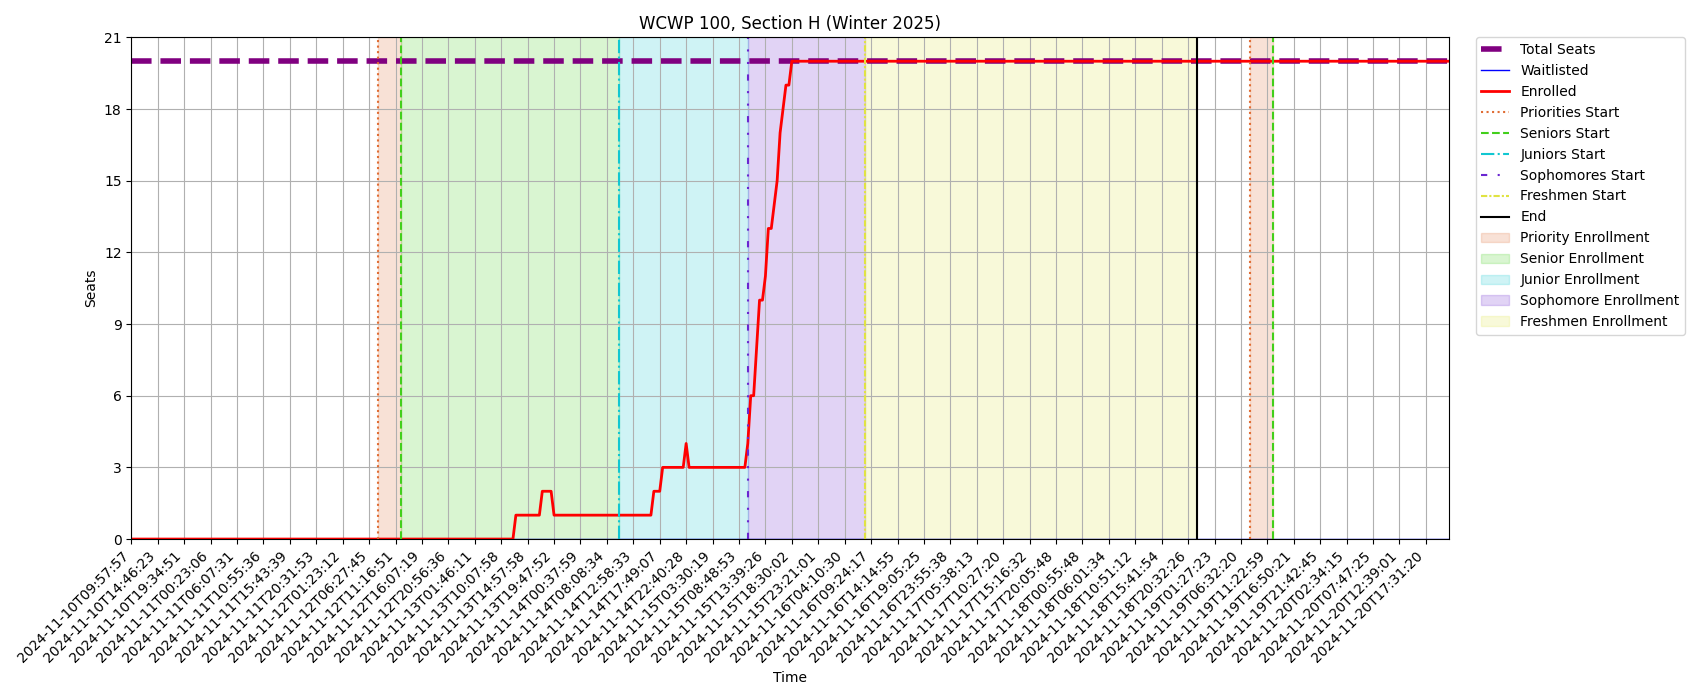 WCWP 100, Section H (Winter 2025)
21
18
15
12
9
6
3
0
Seats
2024-11-10T09:57:57
2024-11-10T14:46:23
2024-11-10T19:34:51
2024-11-11T00:23:06
2024-11-11T06:07:31
2024-11-11T10:55:36
2024-11-11T15:43:39
2024-11-11T20:31:53
2024-11-12T01:23:12
2024-11-12T06:27:45
2024-11-12T11:16:51
2024-11-12T16:07:19
2024-11-12T20:56:36
2024-11-13T01:46:11
2024-11-13T10:07:58
2024-11-13T14:57:58
2024-11-13T19:47:52
2024-11-14T00:37:59
2024-11-14T08:08:34
2024-11-14T12:58:33
2024-11-14T17:49:07
2024-11-14T22:40:28
2024-11-15T03:30:19
2024-11-15T08:48:53
2024-11-15T13:39:26
2024-11-15T18:30:02
2024-11-15T23:21:01
2024-11-16T04:10:30
2024-11-16T09:24:17
2024-11-16T14:14:55
2024-11-16T19:05:25
2024-11-16T23:55:38
2024-11-17T05:38:13
2024-11-17T10:27:20
2024-11-17T15:16:32
2024-11-17T20:05:48
2024-11-18T00:55:48
2024-11-18T06:01:34
2024-11-18T10:51:12
2024-11-18T15:41:54
2024-11-18T20:32:26
2024-11-19T01:27:23
2024-11-19T06:32:20
2024-11-19T11:22:59
2024-11-19T16:50:21
2024-11-19T21:42:45
2024-11-20T02:34:15
2024-11-20T07:47:25
2024-11-20T12:39:01
2024-11-20T17:31:20
Time
Total Seats
Waitlisted
Enrolled
Priorities Start
Seniors Start
Juniors Start
Sophomores Start
Freshmen Start
End
Priority Enrollment
Senior Enrollment
Junior Enrollment
Sophomore Enrollment
Freshmen Enrollment